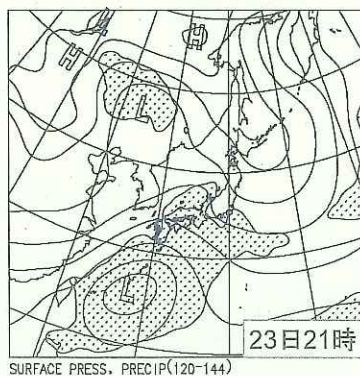 H
H
L
L
23日21時
SURFACE PRESS, PRECIP(120-144)